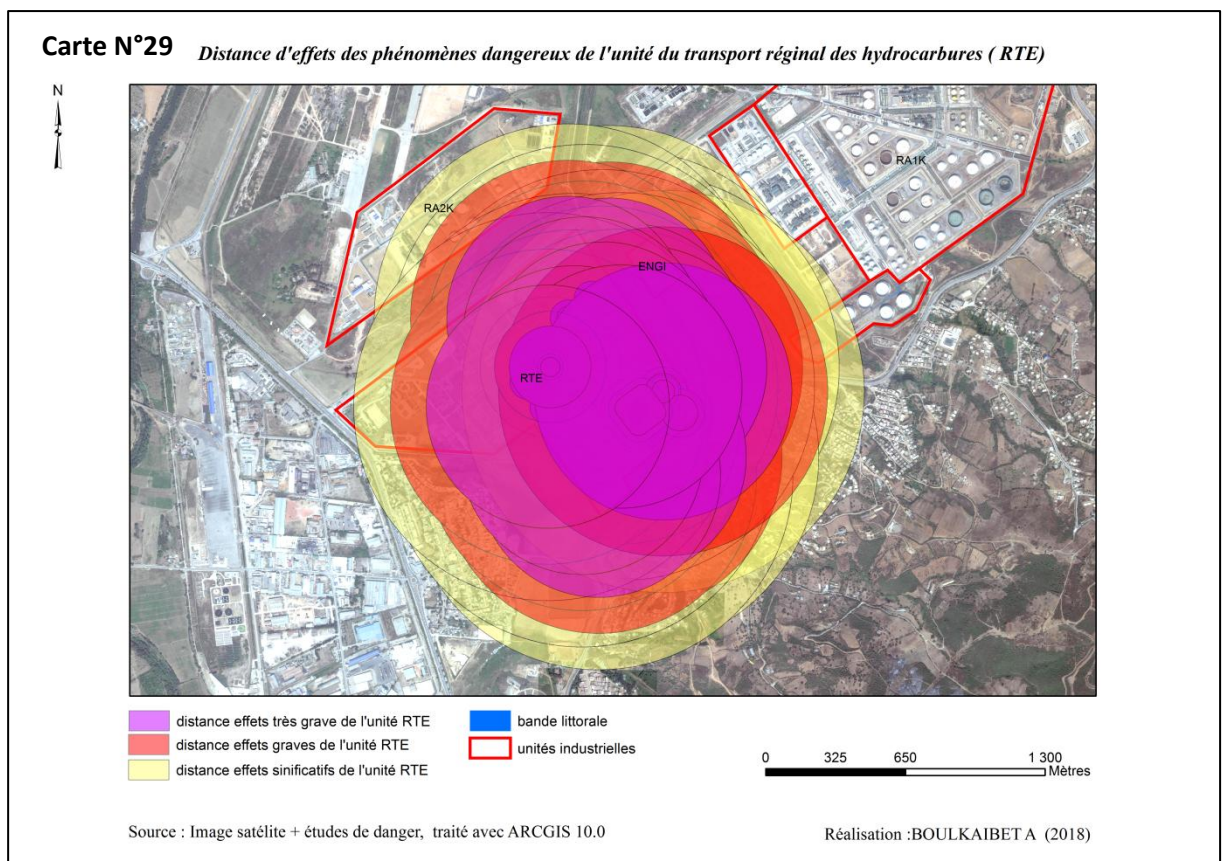 Carte N°29
Distance d'effets des phénomènes dangereux de l'unité du transport réginal des hydrocarbures ( RTE)
N
RA1K
RA2K
ENGI
RTE
distance effets très grave de l'unité RTE
distance effets graves de l'unité RTE
distance effets sinificatifs de l'unité RTE
bande littorale
unités industrielles
0 325 650 1 300
Mètres
Source : Image satélite + études de danger, traité avec ARCGIS 10.0
Réalisation :BOULKAIBET A (2018)